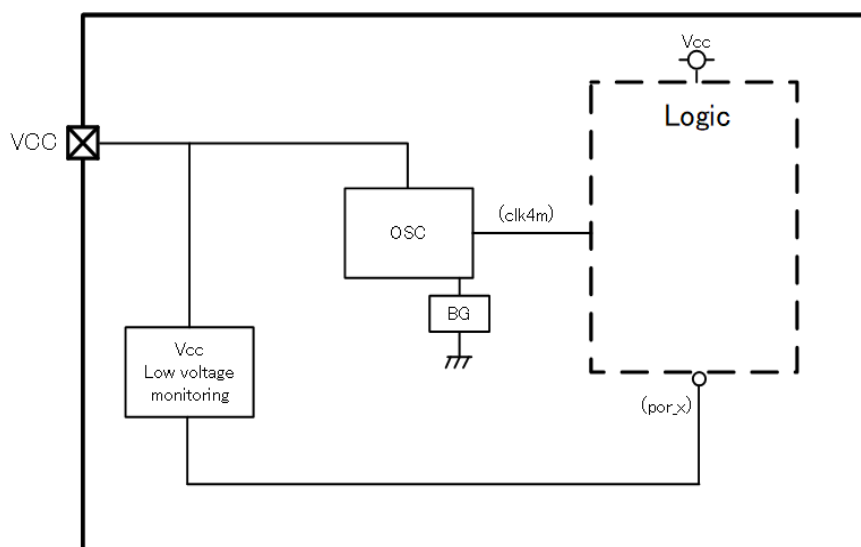 Vcc
Logic
VCC
OSC
(clk4m)
BG
Vcc
Low voltage
monitoring
(por_x)